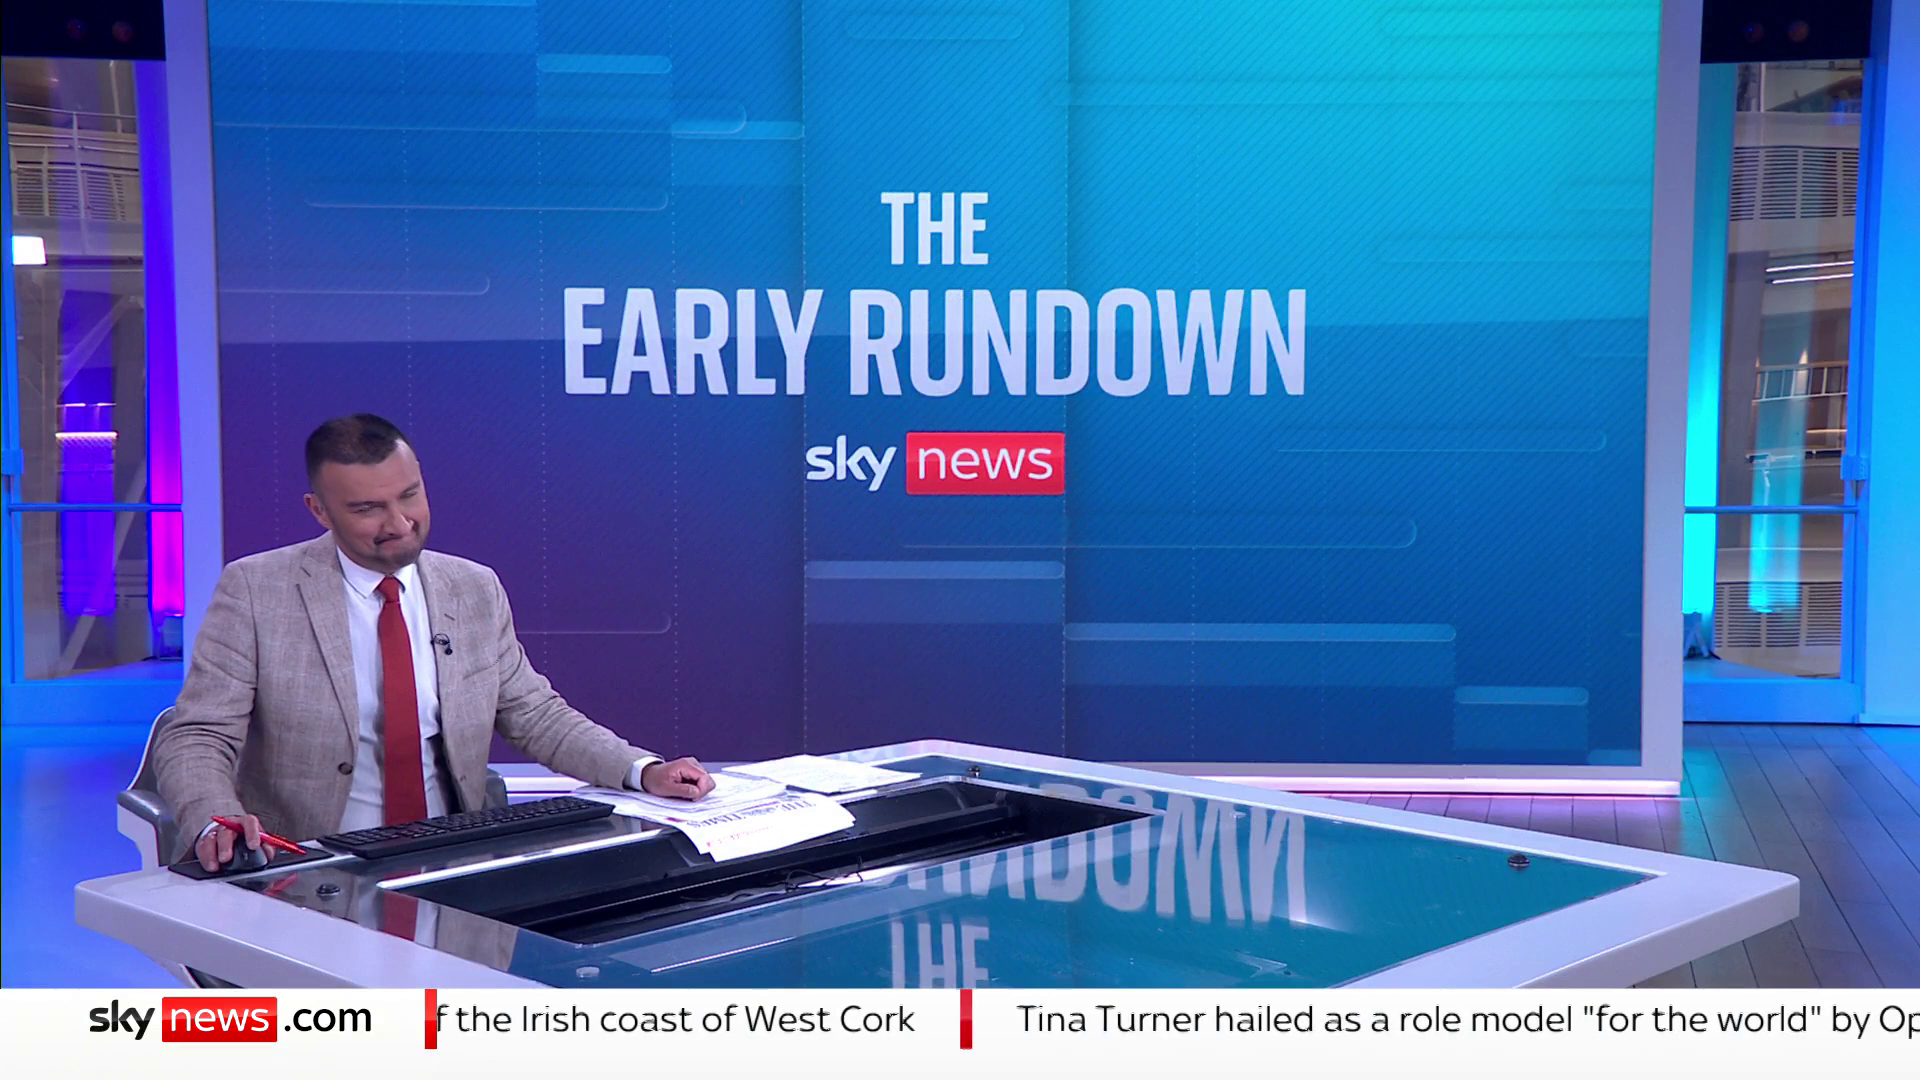 THE
EARLY RUNDOWN
sky news
TIMES
sky news .com
f the Irish coast of West Cork
Tina Turner hailed as a role model "for the world" by Op